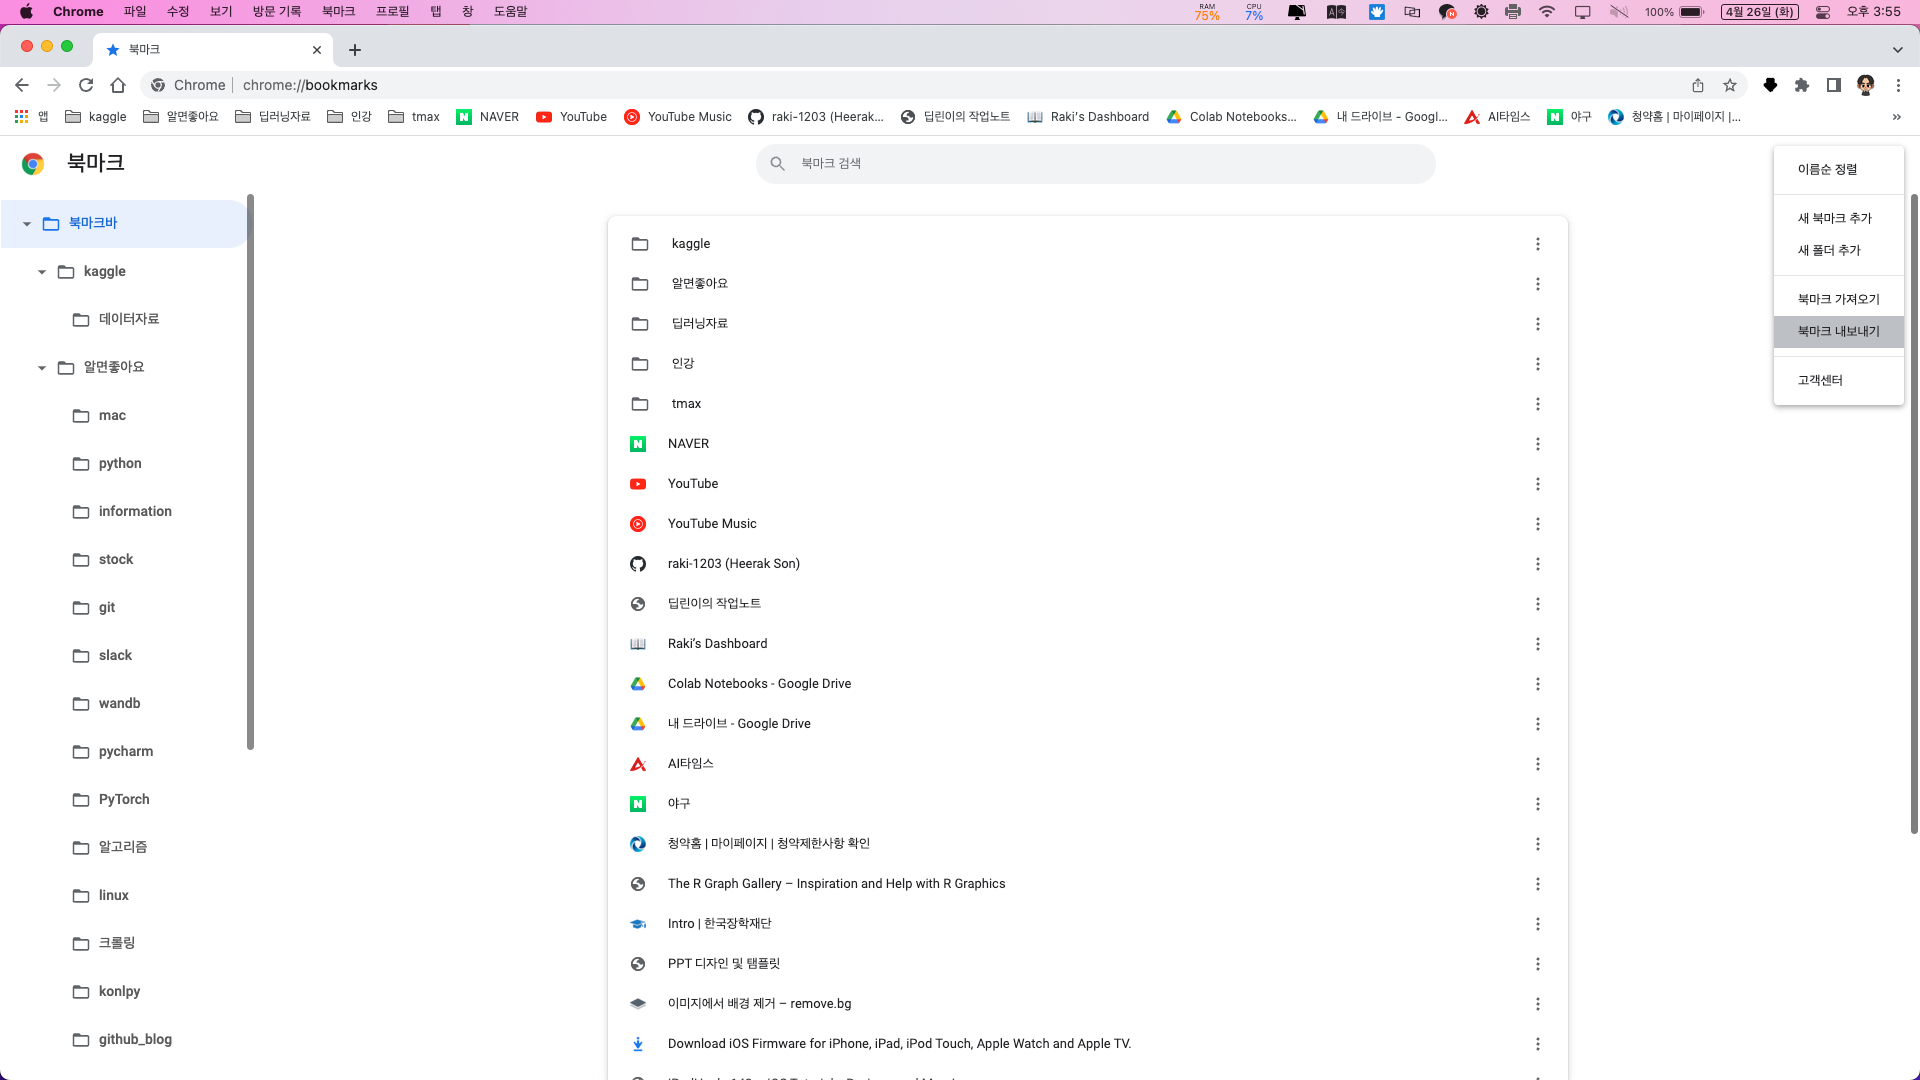 Chrome 파일 수정 보기 방문 기록 북마크 프로필 탭 창 도움말 RAM 75% CPU 7% 100% 4월 26일 (화) 오후 3:55
북마크
Chrome chrome://bookmarks
앱 kaggle 알면좋아요 딥러닝자료 인강 tmax NAVER YouTube YouTube Music raki-1203 (Heerak... 딥린이의 작업노트 Raki's Dashboard Colab Notebooks... 내 드라이브 - Googl... AI타임스 야구 청약홈 | 마이페이지 |... »
북마크
북마크 검색
북마크바
kaggle
데이터자료
알면좋아요
mac
python
information
stock
git
slack
wandb
pycharm
PyTorch
알고리즘
linux
크롤링
konlpy
github_blog
kaggle
알면좋아요
딥러닝자료
인강
tmax
NAVER
YouTube
YouTube Music
raki-1203 (Heerak Son)
딥린이의 작업노트
Raki's Dashboard
Colab Notebooks - Google Drive
내 드라이브 - Google Drive
AI타임스
야구
청약홈 | 마이페이지 | 청약제한사항 확인
The R Graph Gallery – Inspiration and Help with R Graphics
Intro | 한국장학재단
PPT 디자인 및 탬플릿
이미지에서 배경 제거 – remove.bg
Download iOS Firmware for iPhone, iPad, iPod Touch, Apple Watch and Apple TV.
이름순 정렬
새 북마크 추가
새 폴더 추가
북마크 가져오기
북마크 내보내기
고객센터